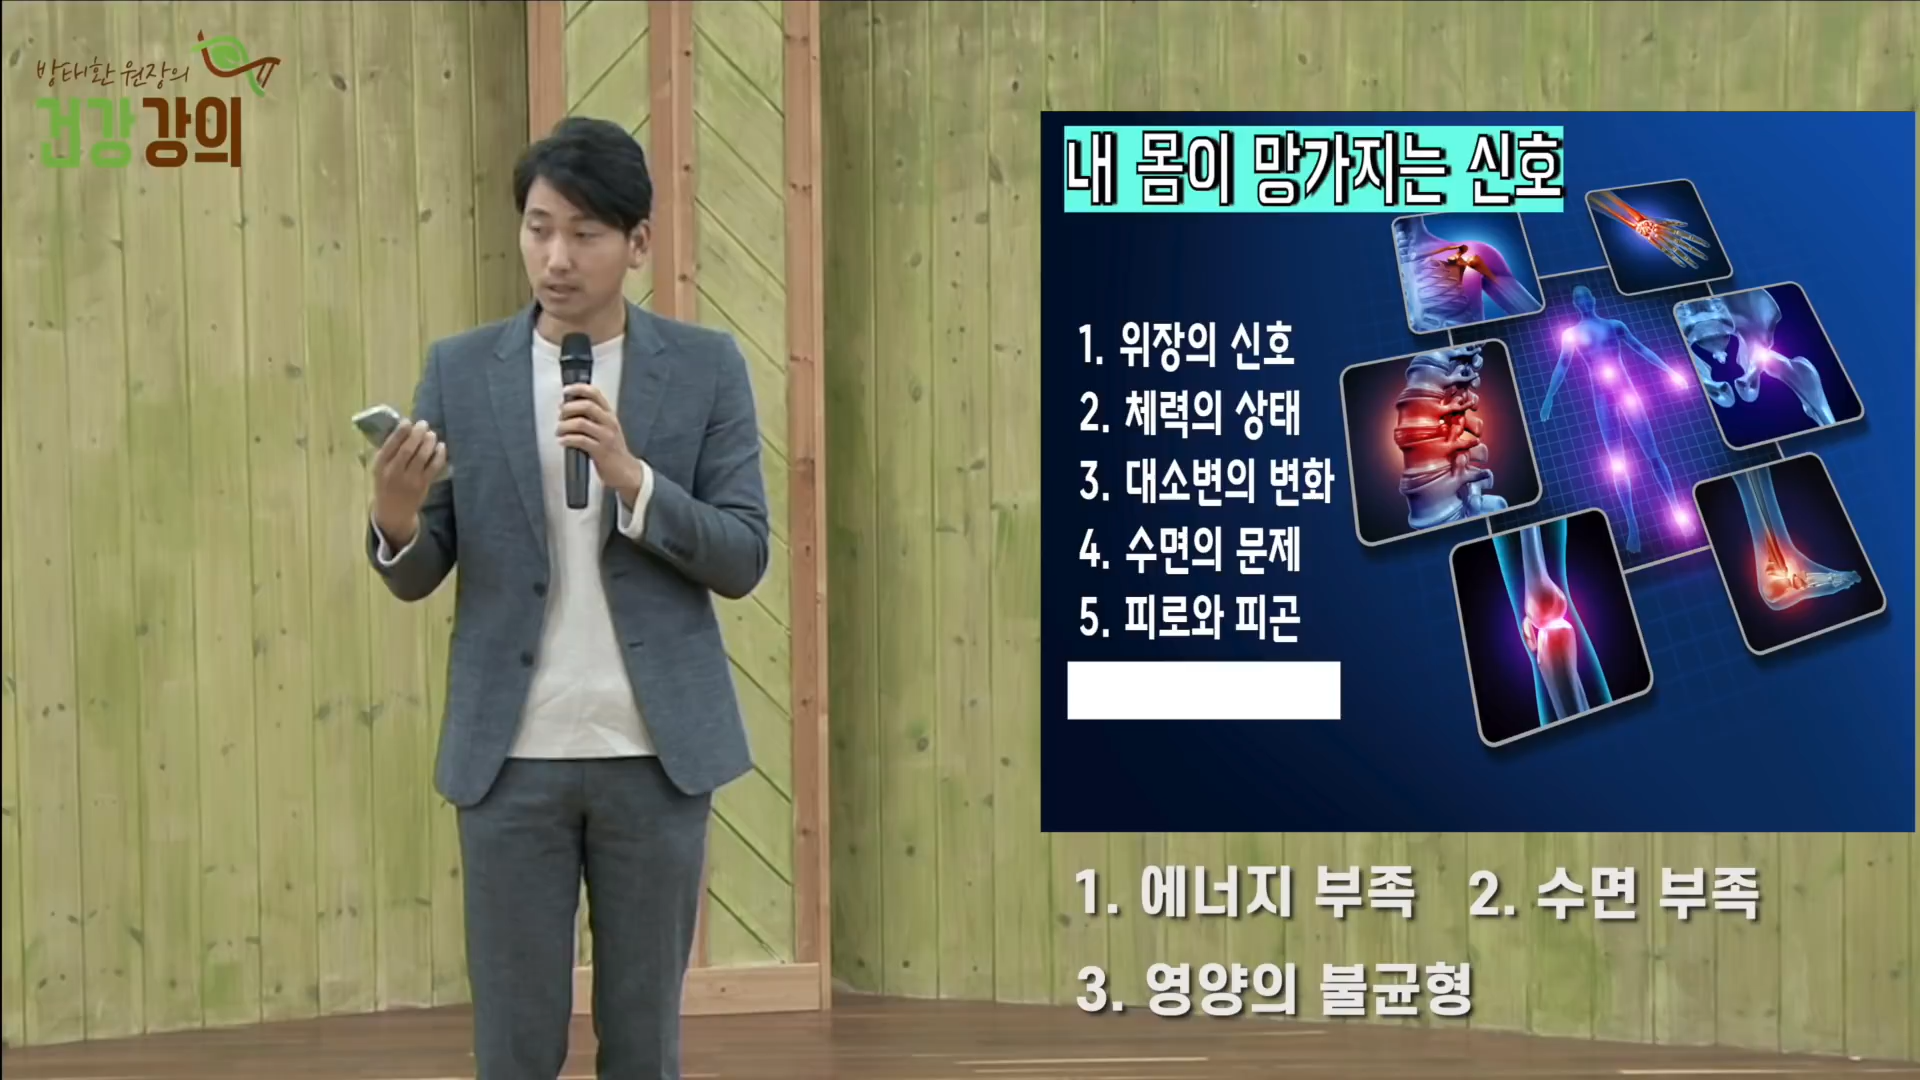 방태환 원장의
건강 강의
내 몸이 망가지는 신호
1. 위장의 신호
2. 체력의 상태
3. 대소변의 변화
4. 수면의 문제
5. 피로와 피곤
1. 에너지 부족 2. 수면 부족
3. 영양의 불균형